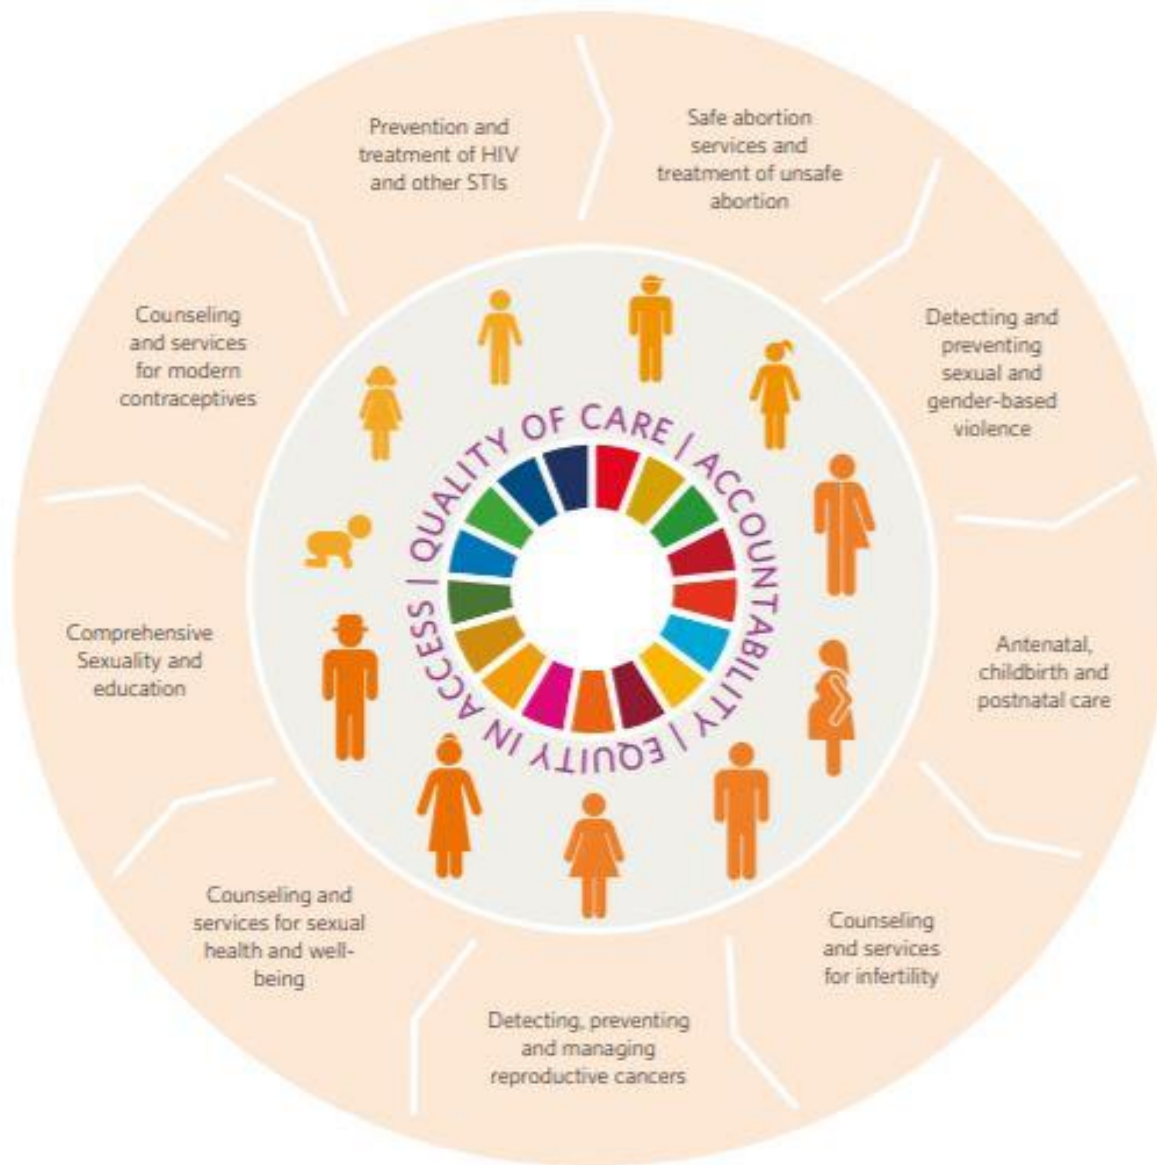 Prevention and
treatment of HIV
and other STIs
Safe abortion
services and
treatment of unsafe
abortion
Detecting and
preventing
sexual and
gender-based
violence
Antenatal,
childbirth and
postnatal care
Counseling
and services
for infertility
Detecting, preventing
and managing
reproductive cancers
Counseling and
services for sexual
health and well-
being
Comprehensive
Sexuality and
education
Counseling
and services
for modern
contraceptives
QUALITY OF CARE | ACCOUNTABILITY | EQUITY IN ACCESS |